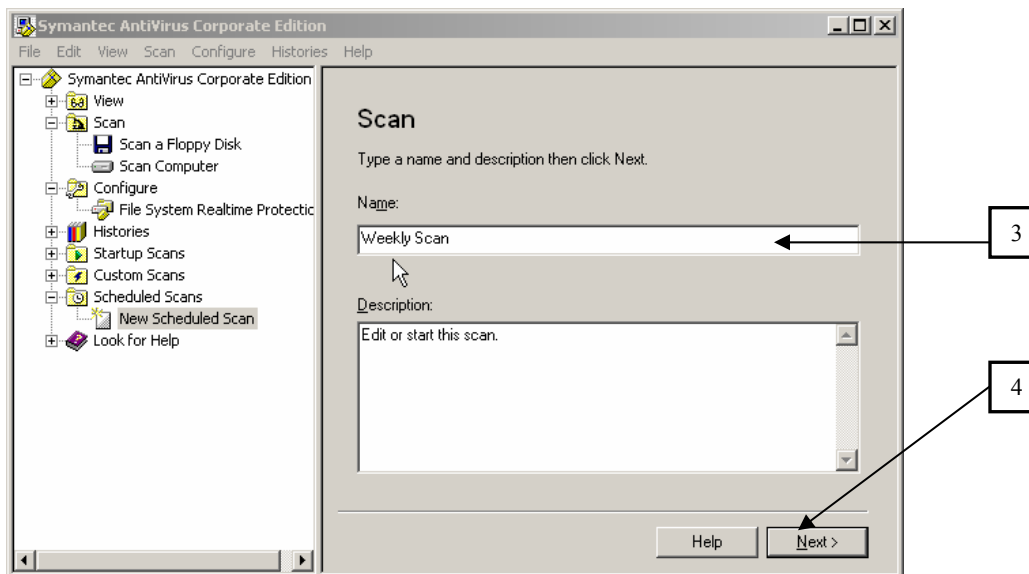 Symantec AntiVirus Corporate Edition
File Edit View Scan Configure Histories Help
Symantec AntiVirus Corporate Edition
View
Scan
Scan a Floppy Disk
Scan Computer
Configure
File System Realtime Protectic
Histories
Startup Scans
Custom Scans
Scheduled Scans
New Scheduled Scan
Look for Help
Scan
Type a name and description then click Next.
Name:
Weekly Scan
3
Description:
Edit or start this scan.
4
Help
Next >